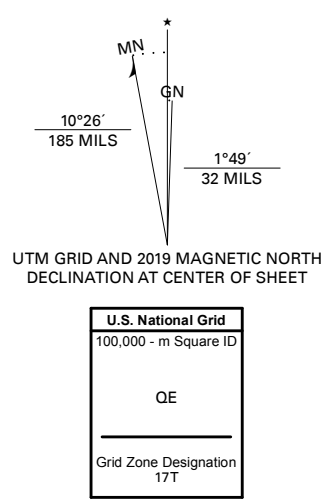 ★
MN
GN
10°26´
185 MILS
1°49´
32 MILS
UTM GRID AND 2019 MAGNETIC NORTH
DECLINATION AT CENTER OF SHEET
U.S. National Grid
100,000 - m Square ID
QE
Grid Zone Designation
17T